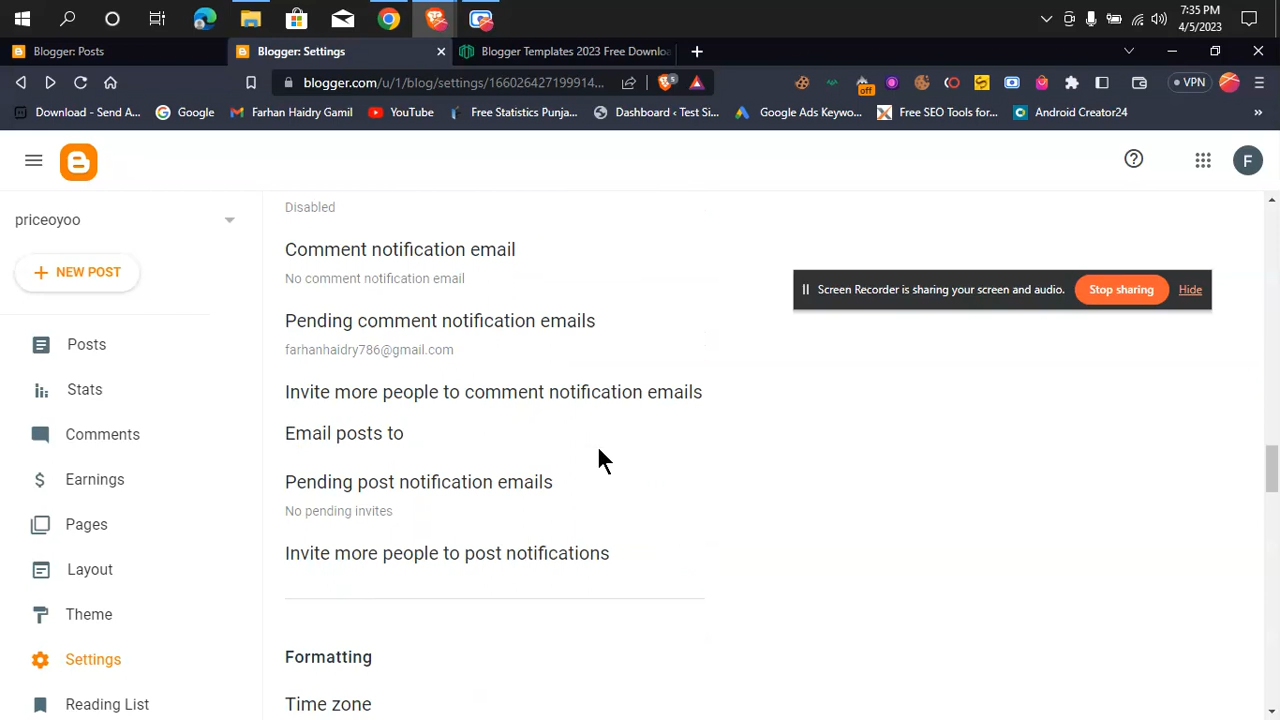 7:35 PM
4/5/2023
Blogger: Posts
Blogger: Settings
Blogger Templates 2023 Free Downloa
blogger.com/u/1/blog/settings/166026427199914...
5
off
VPN
Download - Send A...
Google
Farhan Haidry Gamil
YouTube
Free Statistics Punja...
Dashboard ‹ Test Si...
Google Ads Keywo...
Free SEO Tools for...
Android Creator24
F
priceoyoo
NEW POST
Posts
Stats
Comments
Earnings
Pages
Layout
Theme
Settings
Reading List
Disabled
Comment notification email
No comment notification email
Pending comment notification emails
farhanhaidry786@gmail.com
Invite more people to comment notification emails
Email posts to
Pending post notification emails
No pending invites
Invite more people to post notifications
Formatting
Time zone
Screen Recorder is sharing your screen and audio.
Stop sharing
Hide